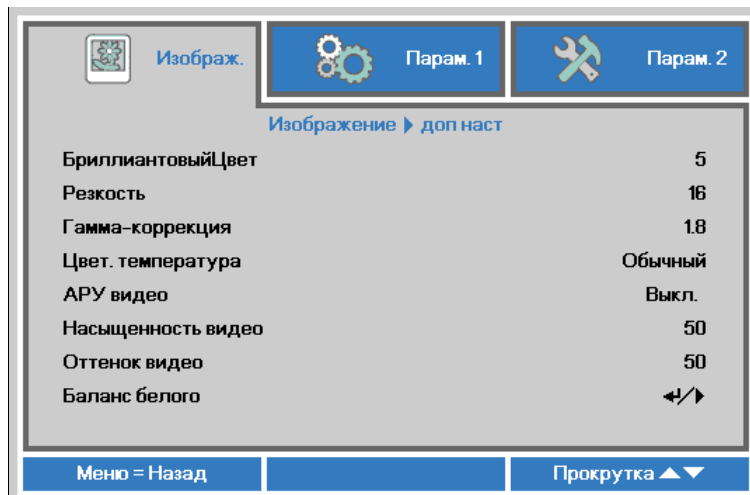 Изображ. Парам. 1 Парам. 2
Изображение ▶ доп наст
БриллиантовыйЦвет 5
Резкость 16
Гамма-коррекция 1.8
Цвет. температура Обычный
АРУ видео Выкл.
Насыщенность видео 50
Оттенок видео 50
Баланс белого ↵/▶
Меню = Назад Прокрутка ▲▼